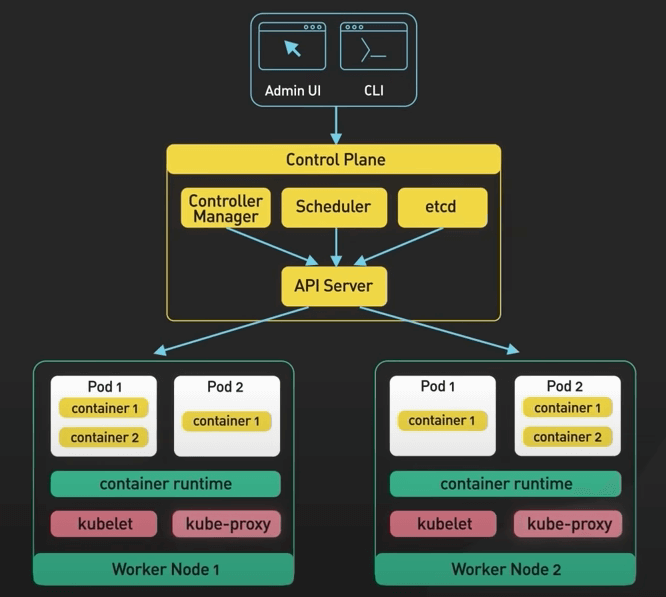 Admin UI
CLI
Control Plane
Controller
Manager
Scheduler
etcd
API Server
Pod 1
container 1
container 2
Pod 2
container 1
container runtime
kubelet
kube-proxy
Worker Node 1
Pod 1
container 1
Pod 2
container 1
container 2
container runtime
kubelet
kube-proxy
Worker Node 2